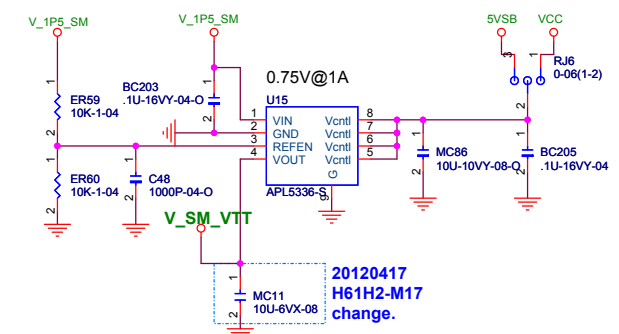 V_1P5_SM
V_1P5_SM
5VSB
VCC
3
1
RJ6
0-06(1-2)
2
1
ER59
10K-1-04
2
1
BC203
.1U-16VY-04-O
2
0.75V@1A
U15
1 VIN Vcntl 8
2 GND Vcntl 7
3 REFEN Vcntl 6
4 VOUT Vcntl 5
G
9
APL5336-S
1
MC86
10U-10VY-08-O
2
1
BC205
.1U-16VY-04
2
1
ER60
10K-1-04
2
1
C48
1000P-04-O
2
V_SM_VTT
1
MC11
10U-6VX-08
2
20120417
H61H2-M17
change.